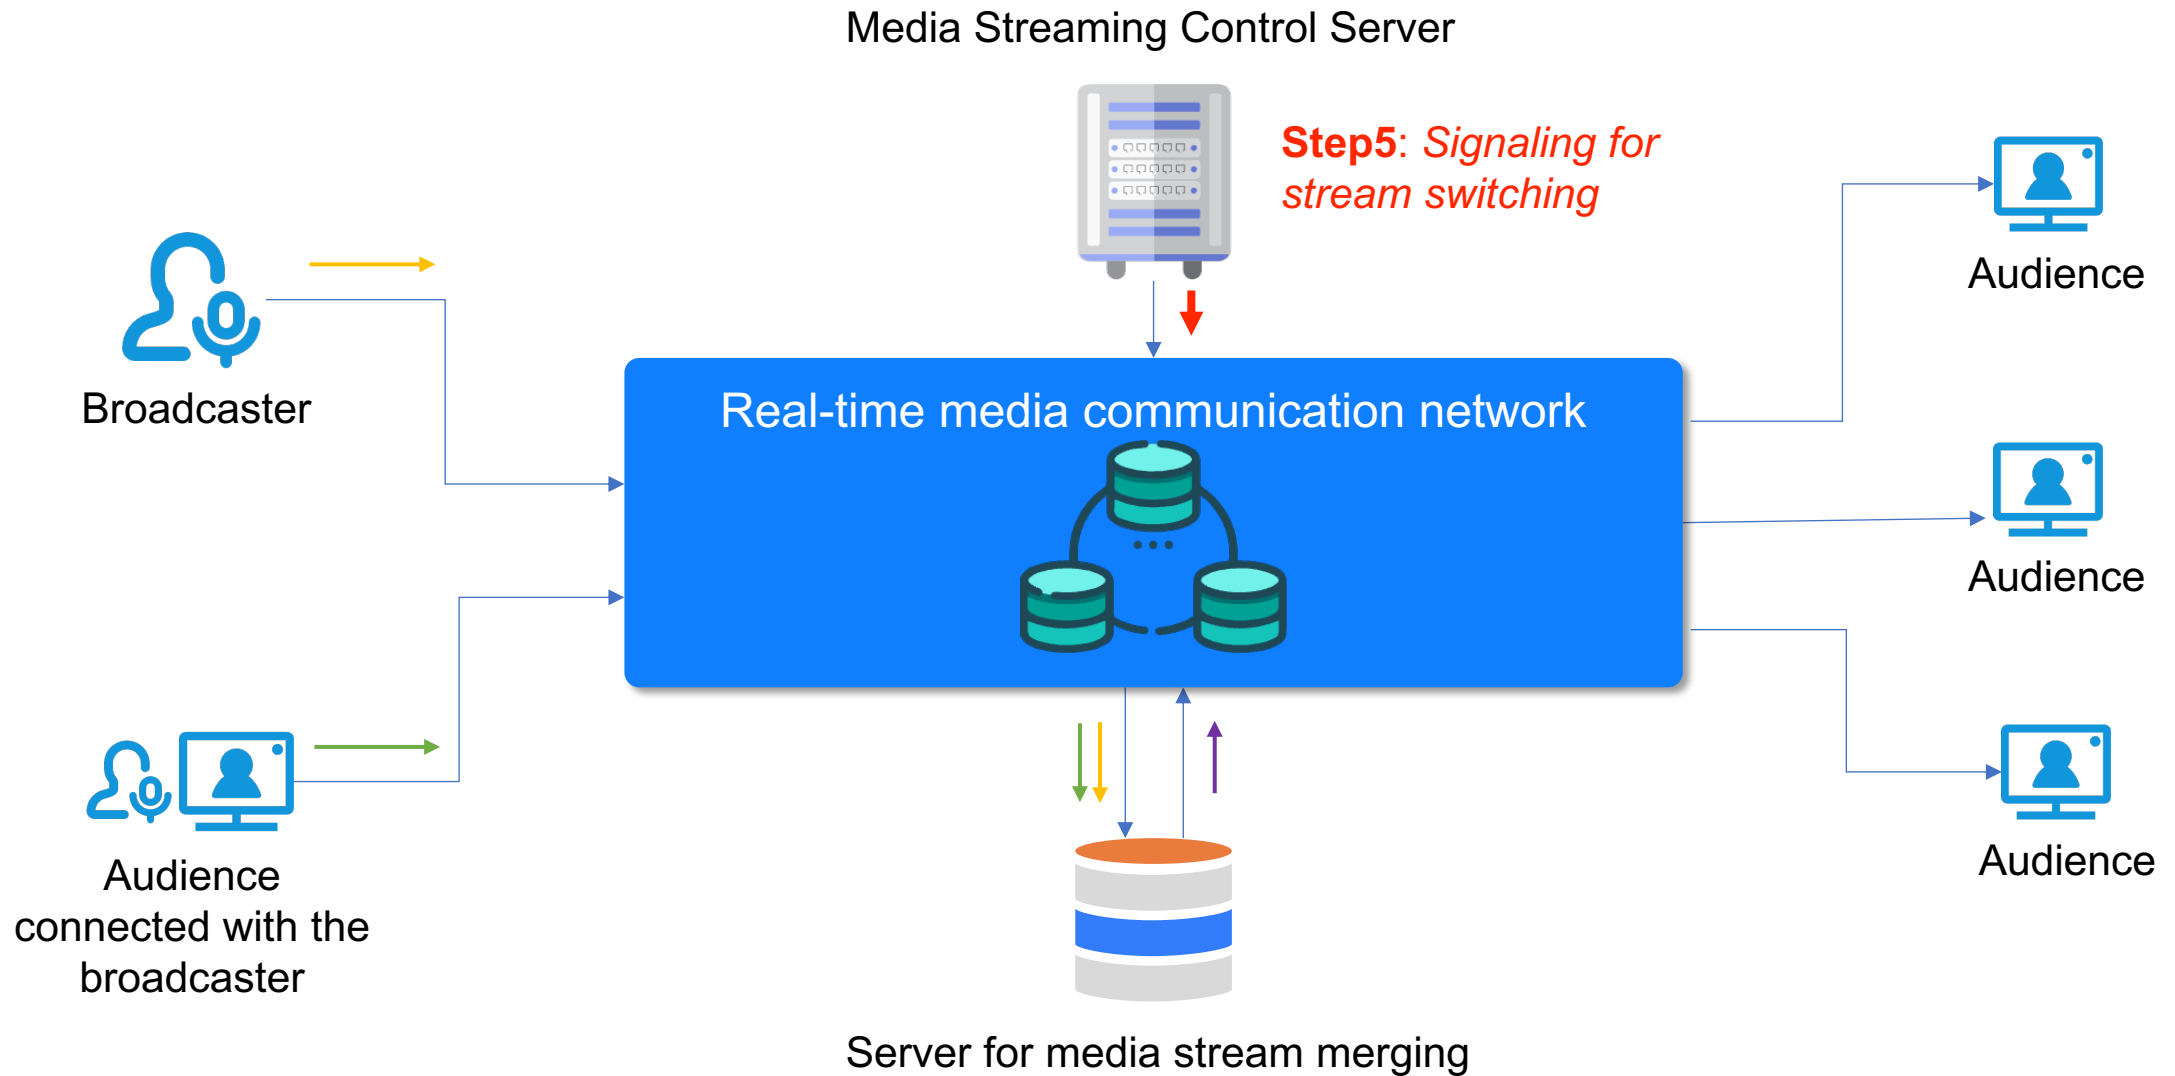 Media Streaming Control Server
Step5: Signaling for
stream switching
Broadcaster
Real-time media communication network
Audience
Audience
Audience
connected with the
broadcaster
Audience
Server for media stream merging